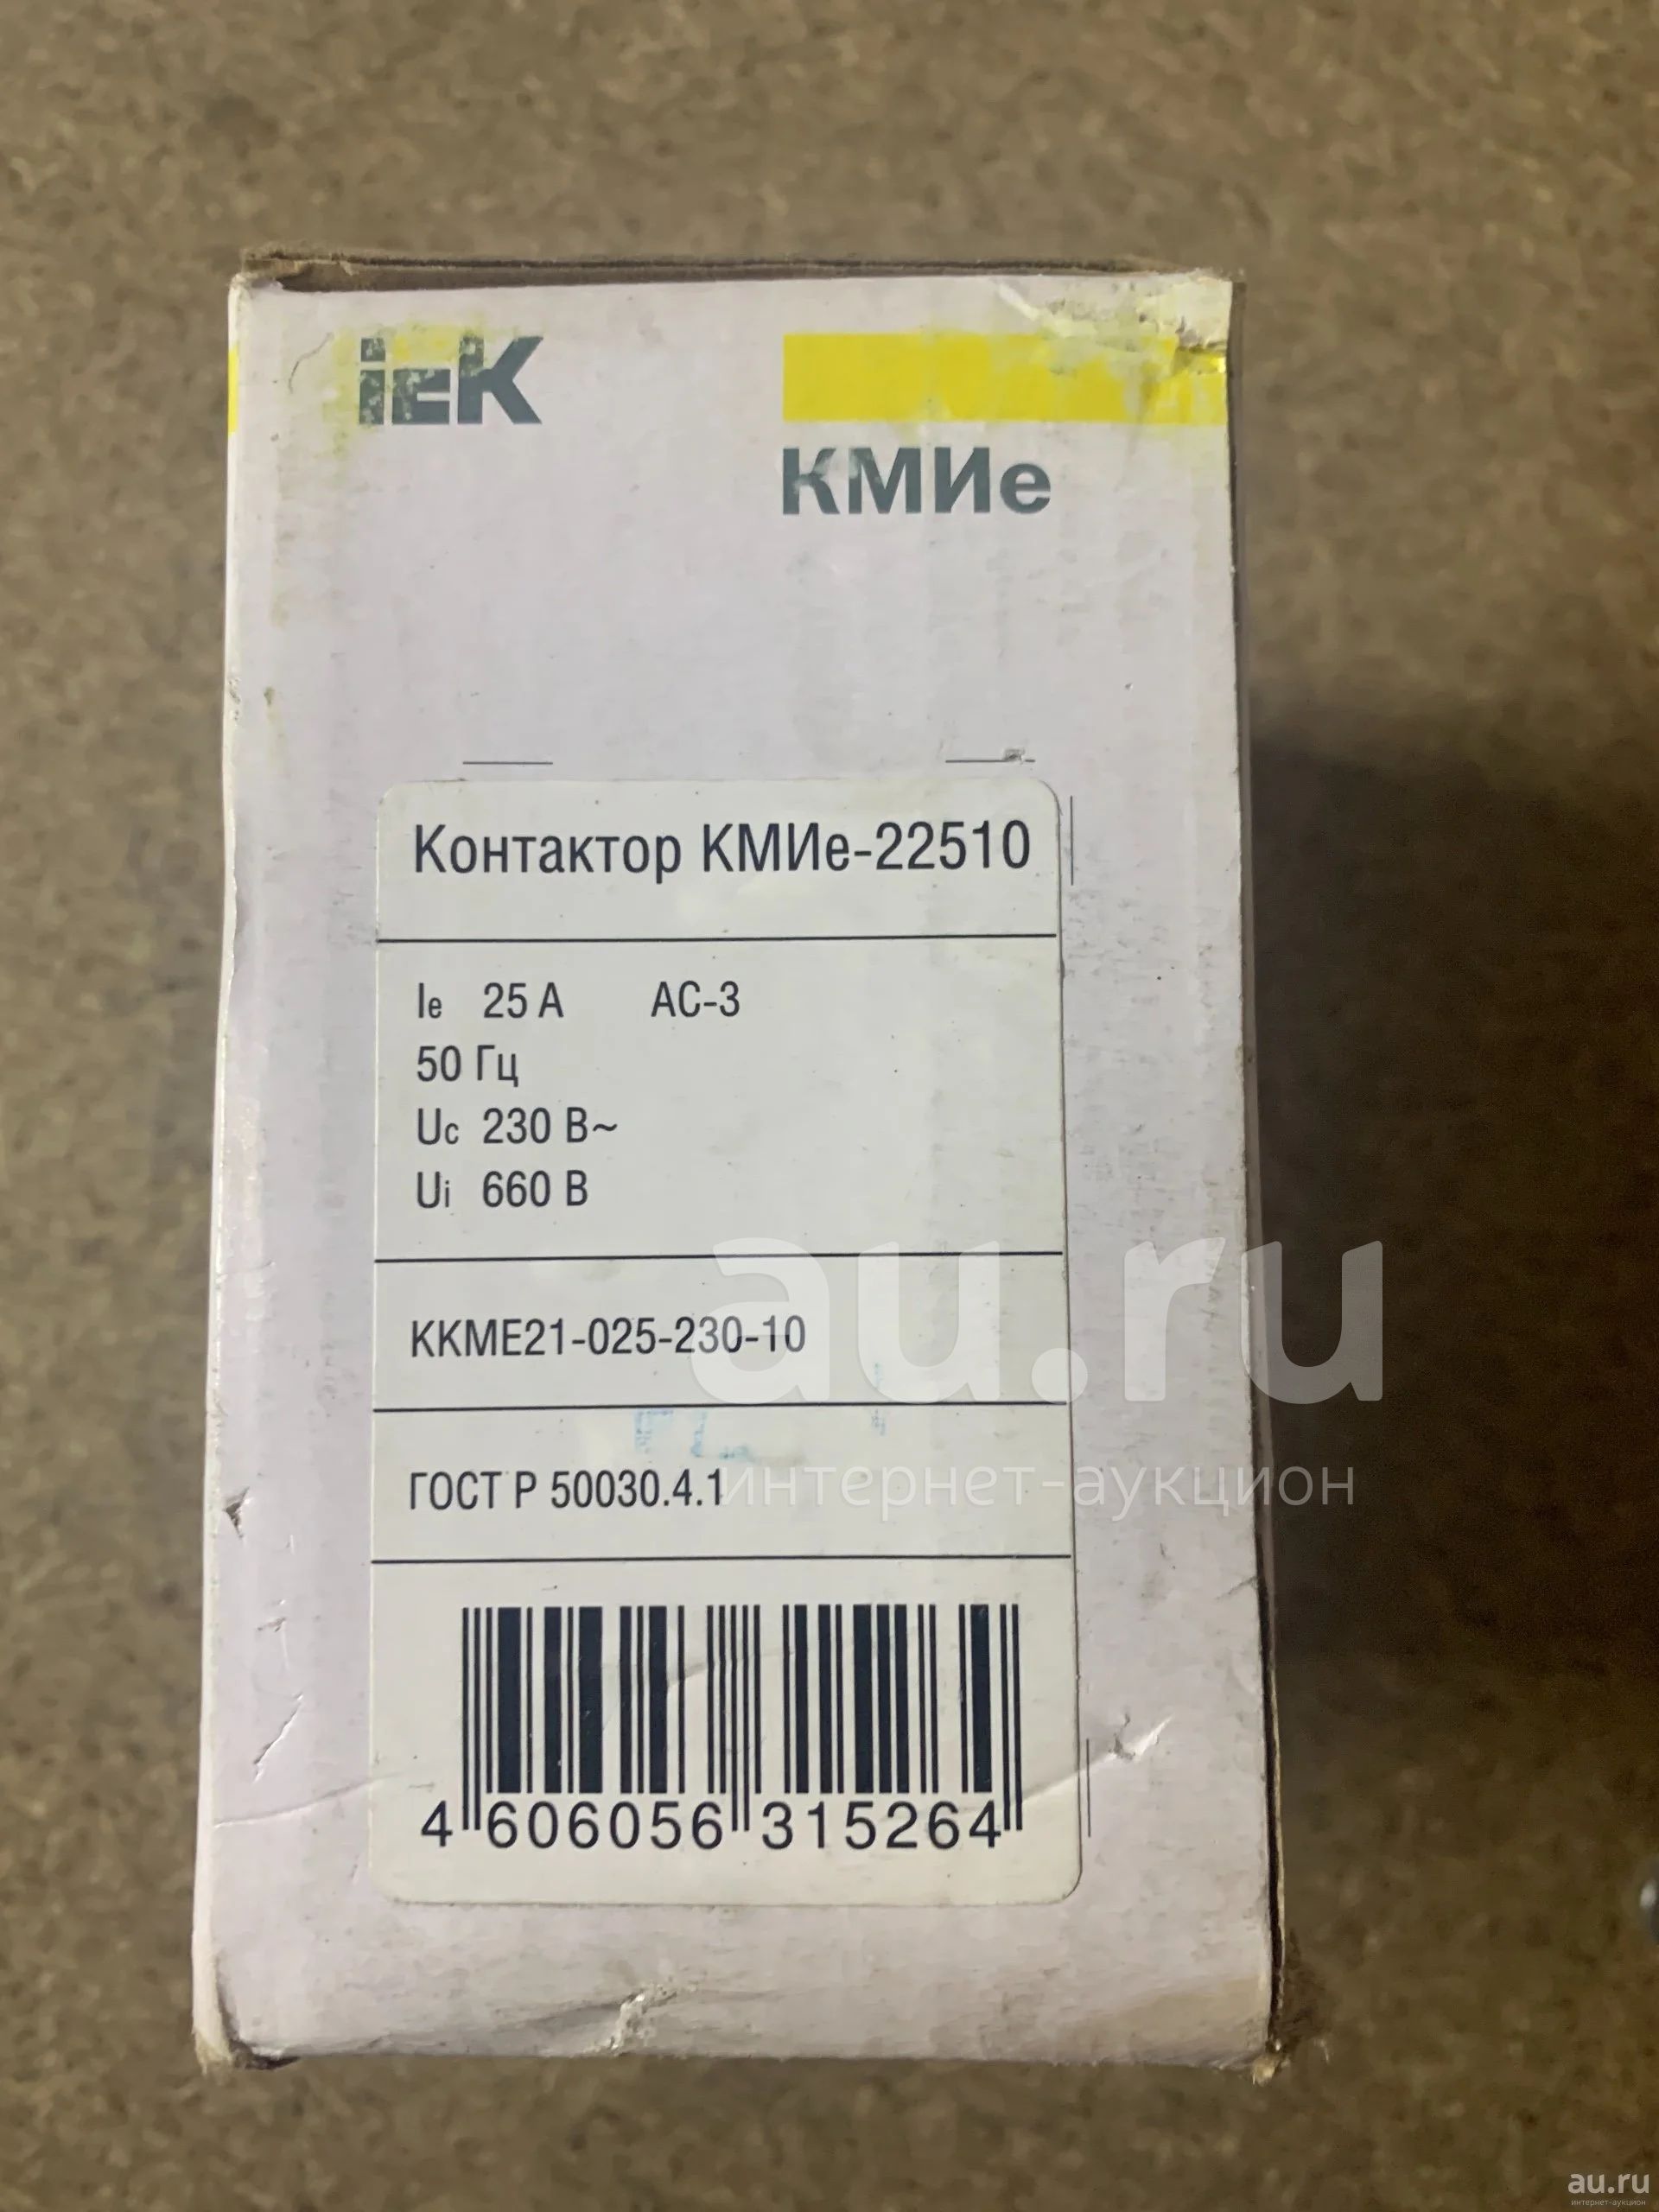 iEK
КМИе
Контактор КМИе-22510
Ie 25 А АС-3
50 Гц
Uc 230 В~
Ui 660 В
KKME21-025-230-10
ГОСТ Р 50030.4.1
4 606056 315264
au.ru
интернет-аукцион
au.ru
интернет-аукцион